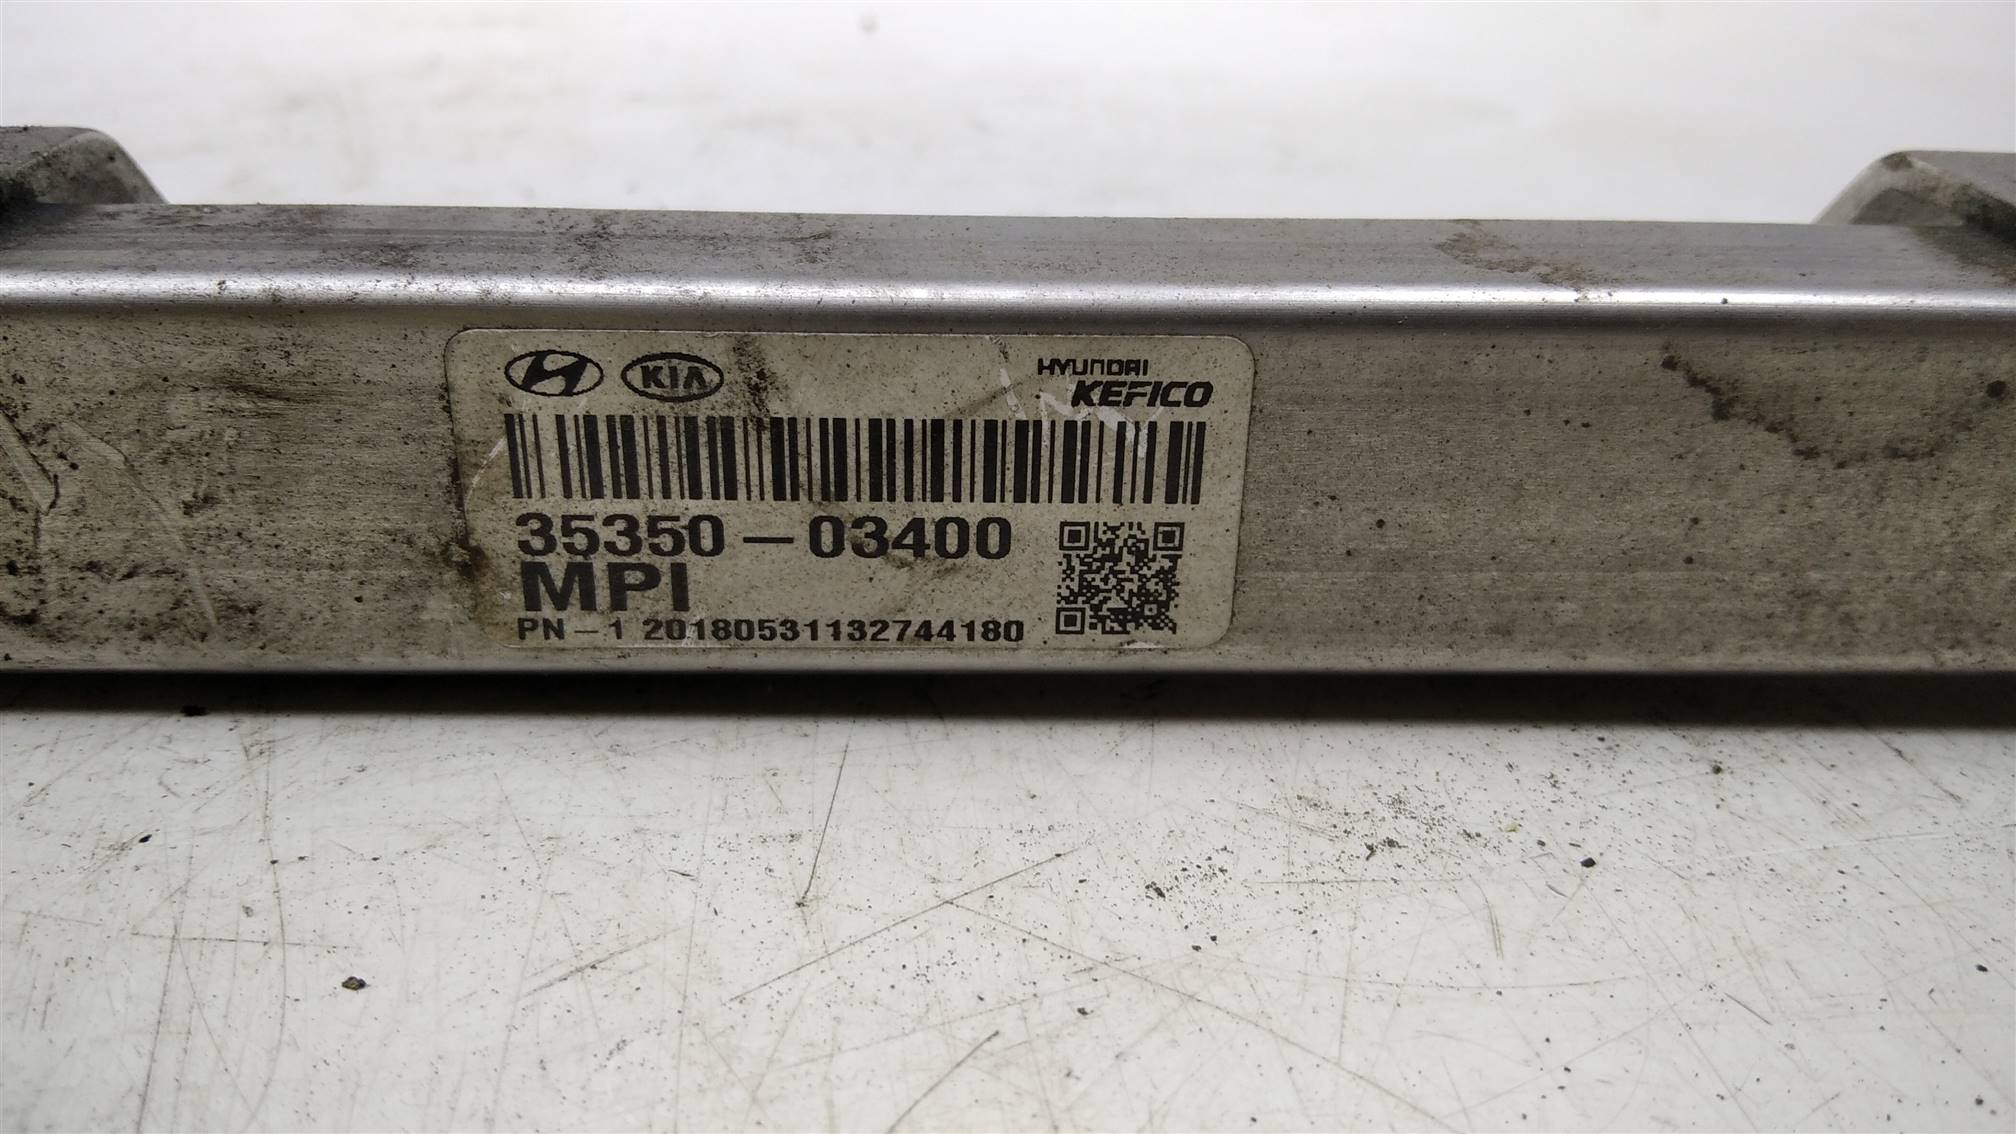 KIA
HYUNDAI
KEFICO
35350-03400
MPI
PN-1 20180531132744180